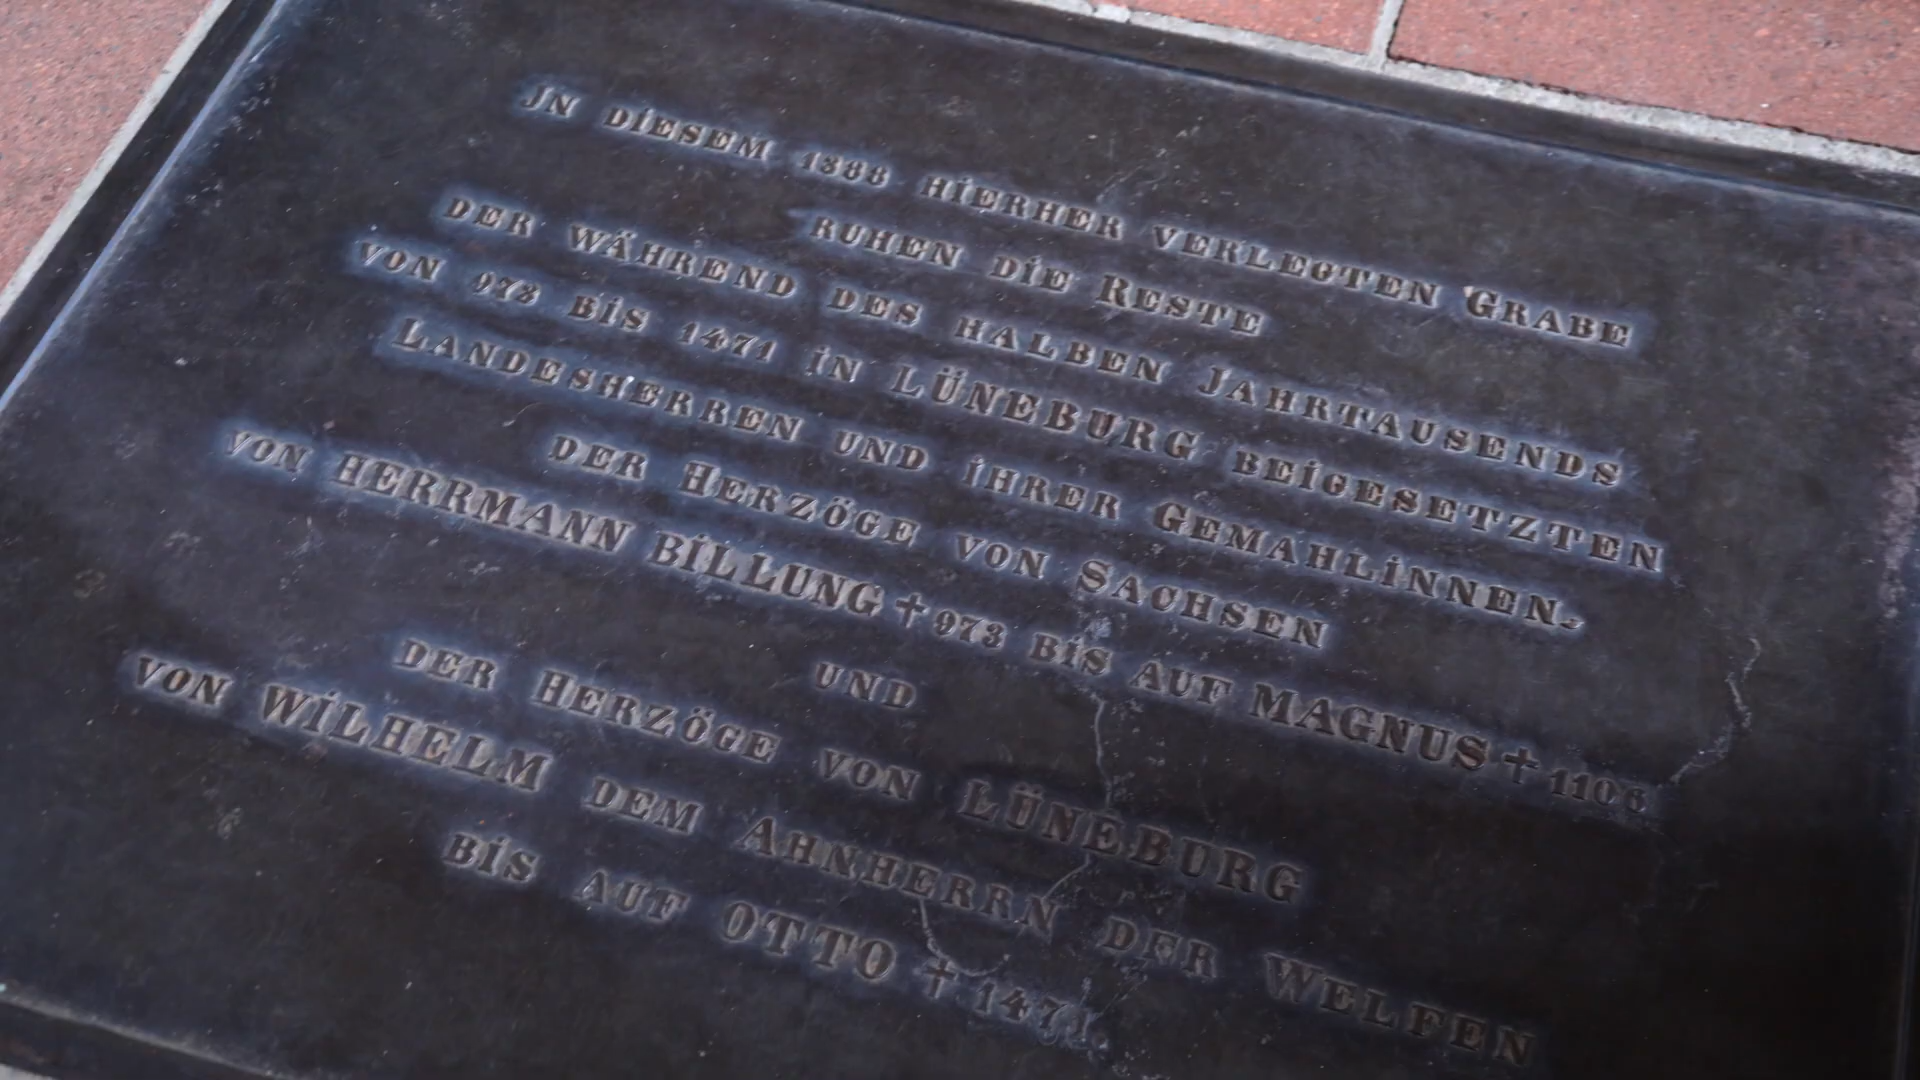 JN DIESEM 1388 HIERHER VERLEGTEN GRABE
RUHEN DIE RESTE
DER WÄHREND DES HALBEN JAHRTAUSENDS
VON 973 BIS 1471 IN LÜNEBURG BEIGESETZTEN
LANDESHERREN UND IHRER GEMAHLINNEN.
DER HERZÖGE VON SACHSEN
VON HERRMANN BILLUNG † 973 BIS AUF MAGNUS † 1106
UND
DER HERZÖGE VON LÜNEBURG
VON WILHELM DEM AHNHERRN DER WELFEN
BIS AUF OTTO † 1471